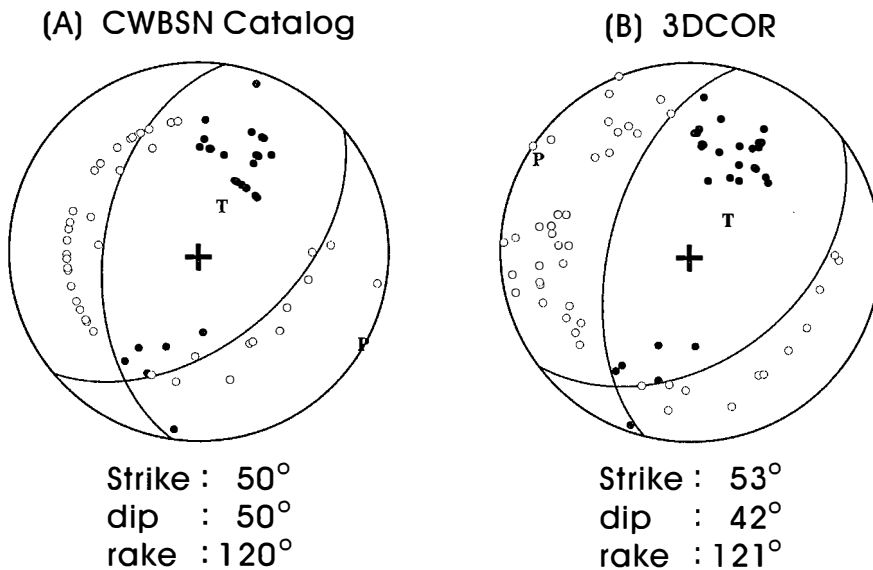 (A) CWBSN Catalog
(B) 3DCOR
P
T
T
P
Strike : 50°
dip : 50°
rake : 120°
Strike : 53°
dip : 42°
rake : 121°